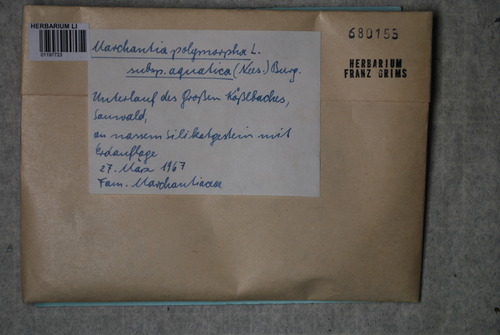 HERBARIUM LI
Marchantia polymorpha L.
subsp. aquatica (Nees.) Burg.
Unterlauf des Großen Kößlbaches,
Sauwald,
an nassem Silikatgestein mit
Erdauflage
27. März 1967
Fam. Marchantiaceae
680155
HERBARIUM
FRANZ GRIMS